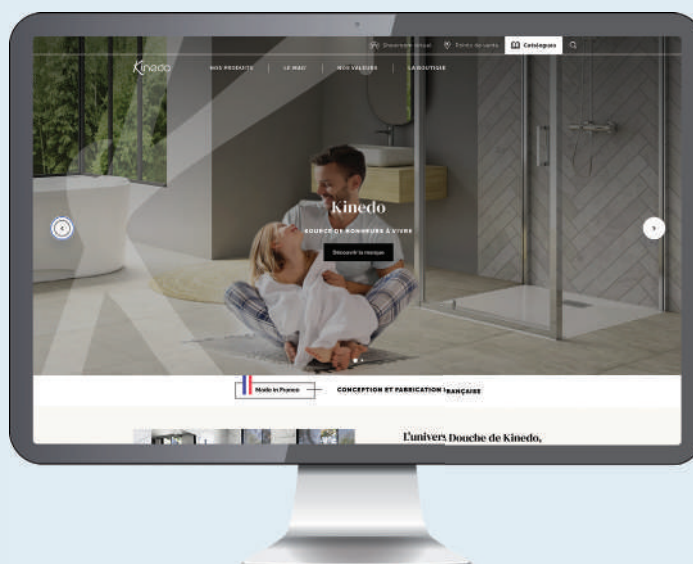 Showroom virtuel Points de vente Catalogues
Kinedo NOS PRODUITS LE MAG' NOS VALEURS LA BOUTIQUE
Kinedo
SOURCE DE BONHEURS À VIVRE
Découvrir la marque
Made in France CONCEPTION ET FABRICATION FRANÇAISE
L'univers Douche de Kinedo,